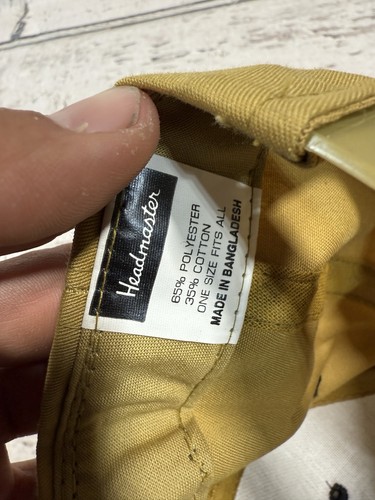 Headmaster
65% POLYESTER
35% COTTON
ONE SIZE FITS ALL
MADE IN BANGLADESH